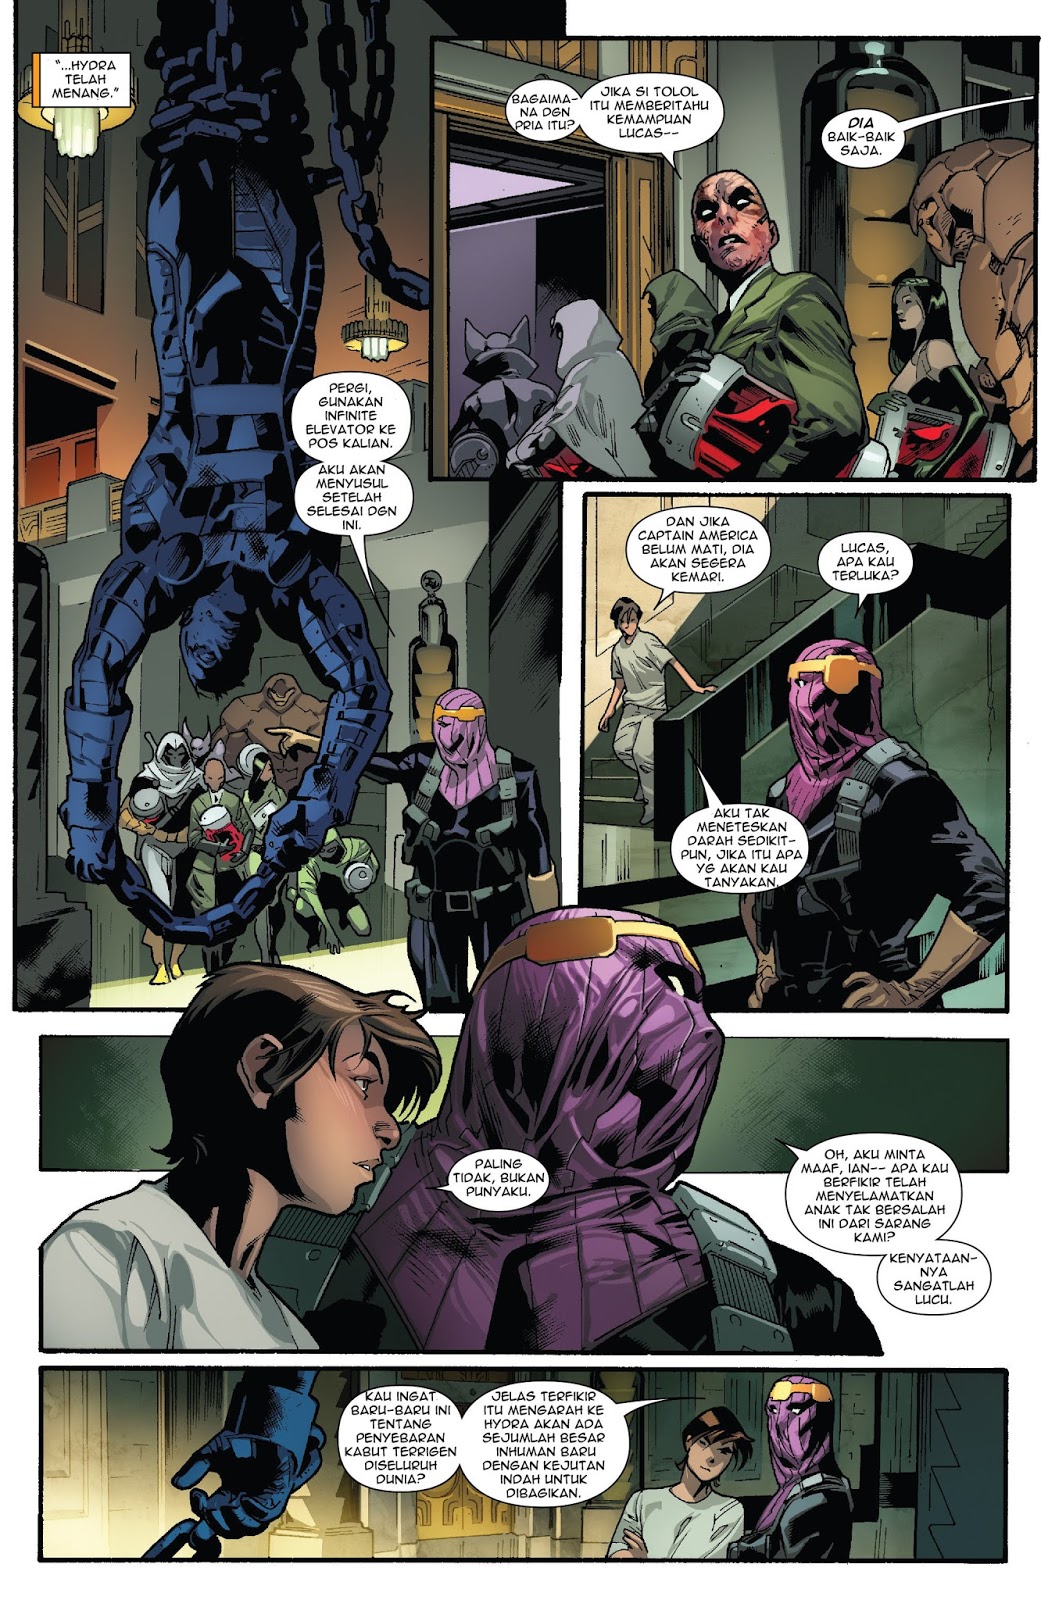 "...HYDRA
TELAH
MENANG."
PERGI,
GUNAKAN
INFINITE
ELEVATOR KE
POS KALIAN.
AKU AKAN
MENYUSUL
SETELAH
SELESAI DGN
INI.
BAGAIMA-
NA DGN
PRIA ITU?
JIKA SI TOLOL
ITU MEMBERITAHU
KEMAMPUAN
LUCAS--
DIA
BAIK-BAIK
SAJA.
DAN JIKA
CAPTAIN AMERICA
BELUM MATI, DIA
AKAN SEGERA
KEMARI.
LUCAS,
APA KAU
TERLUKA?
AKU TAK
MENETESKAN
DARAH SEDIKIT-
PUN, JIKA ITU APA
YG AKAN KAU
TANYAKAN.
PALING
TIDAK, BUKAN
PUNYAKU.
OH, AKU MINTA
MAAF, IAN-- APA KAU
BERFIKIR TELAH
MENYELAMATKAN
ANAK TAK BERSALAH
INI DARI SARANG
KAMI?
KENYATAAN-
NYA
SANGATLAH
LUCU.
KAU INGAT
BARU-BARU INI
TENTANG
PENYEBARAN
KABUT TERRIGEN
DISELURUH
DUNIA?
JELAS TERFIKIR
ITU MENGARAH KE
HYDRA AKAN ADA
SEJUMLAH BESAR
INHUMAN BARU
DENGAN KEJUTAN
INDAH UNTUK
DIBAGIKAN.